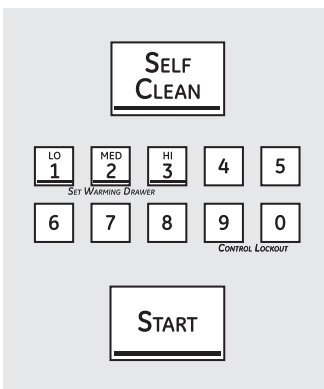 SELF
CLEAN
LO MED HI
1 2 3 4 5
SET WARMING DRAWER
6 7 8 9 0
CONTROL LOCKOUT
START